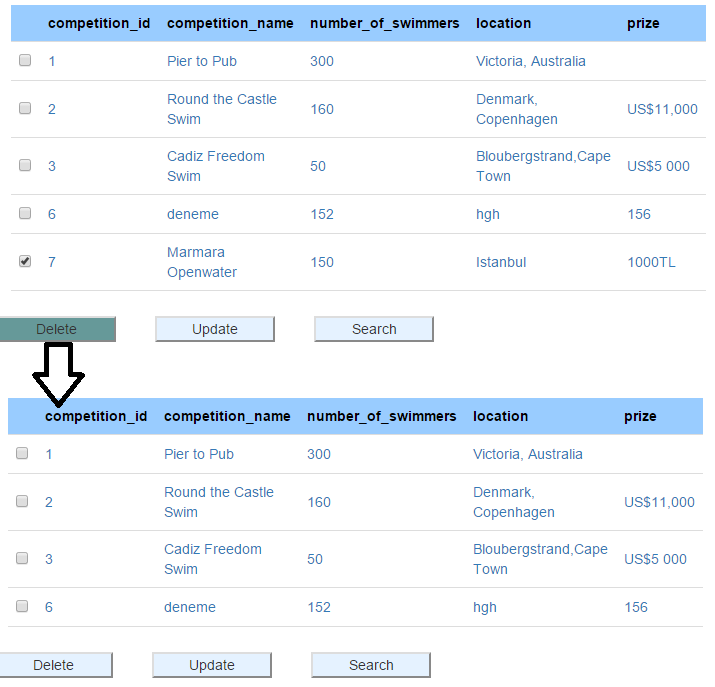 competition_id competition_name number_of_swimmers location prize
1 Pier to Pub 300 Victoria, Australia
2 Round the Castle Swim 160 Denmark, Copenhagen US$11,000
3 Cadiz Freedom Swim 50 Bloubergstrand,Cape Town US$5 000
6 deneme 152 hgh 156
7 Marmara Openwater 150 Istanbul 1000TL
Delete Update Search
competition_id competition_name number_of_swimmers location prize
1 Pier to Pub 300 Victoria, Australia
2 Round the Castle Swim 160 Denmark, Copenhagen US$11,000
3 Cadiz Freedom Swim 50 Bloubergstrand,Cape Town US$5 000
6 deneme 152 hgh 156
Delete Update Search